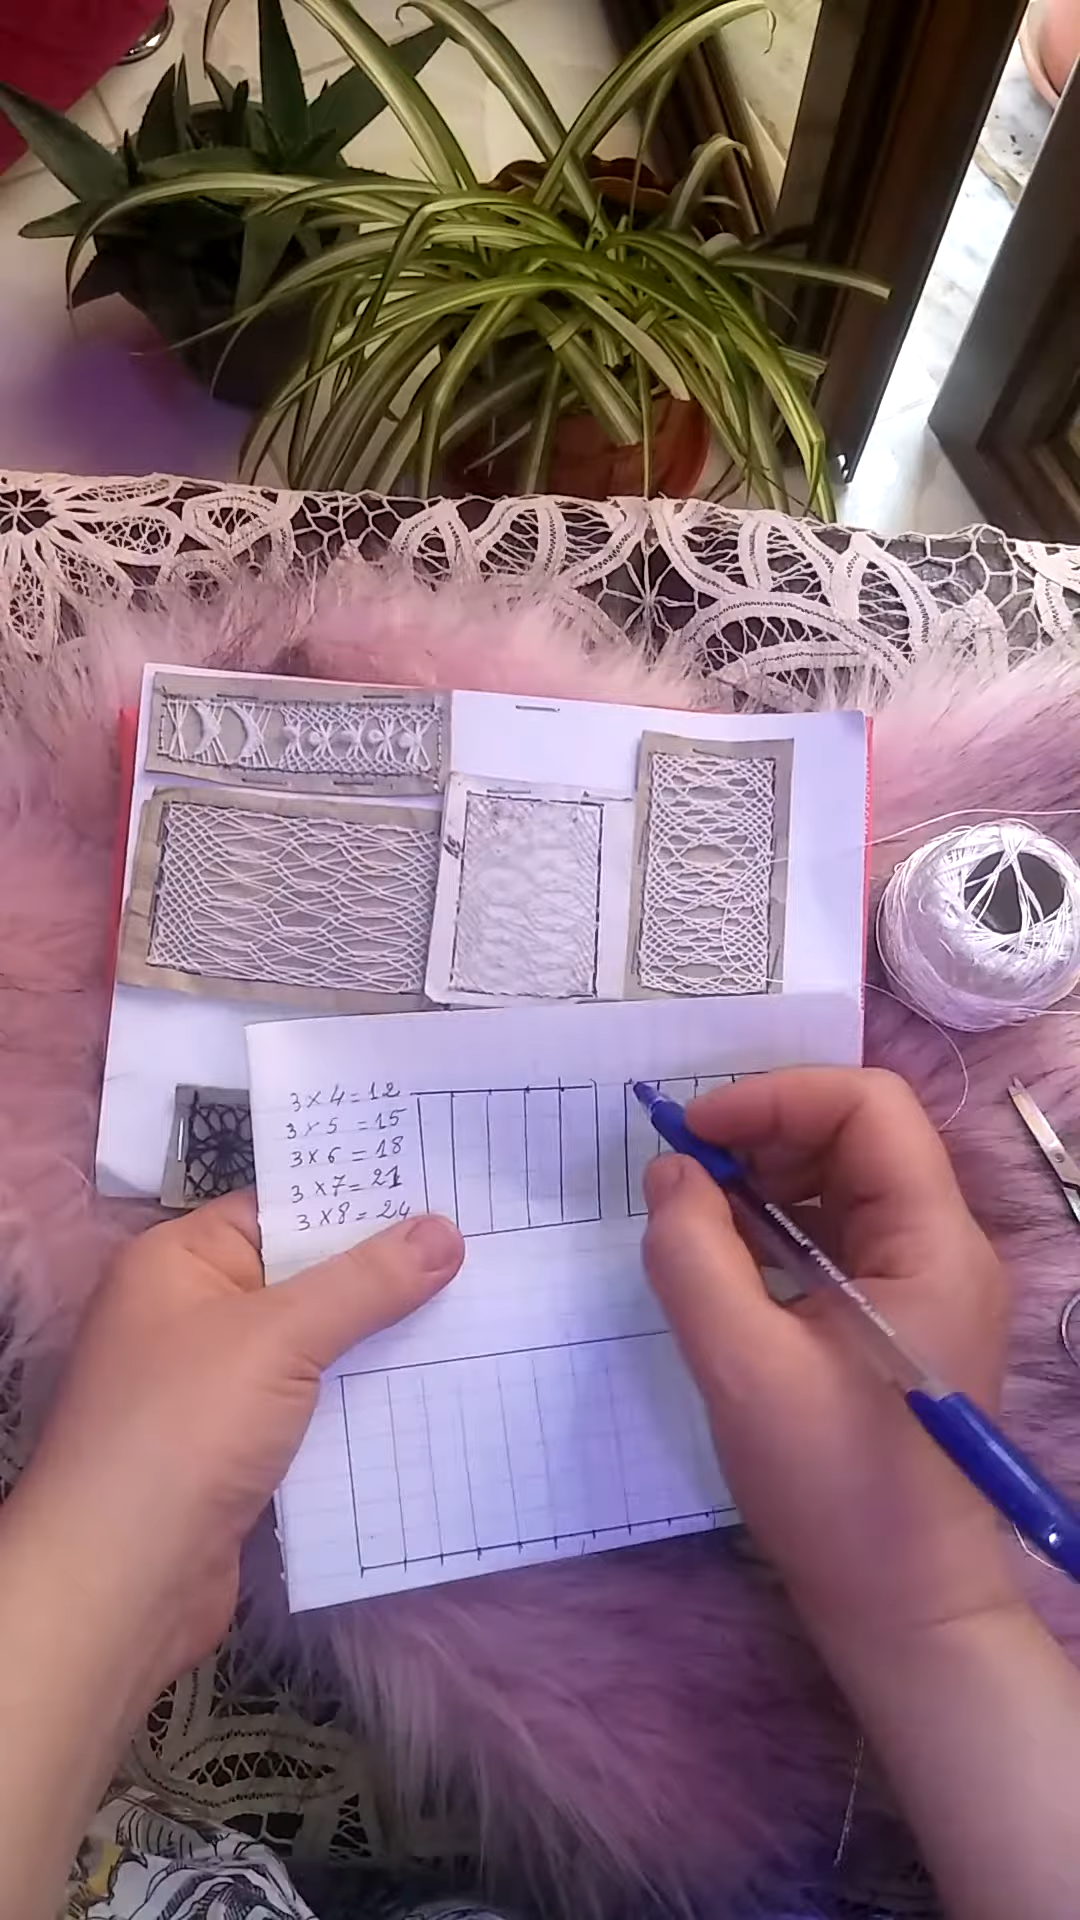 3 x 4 = 12
3 x 5 = 15
3 x 6 = 18
3 x 7 = 21
3 x 8 = 24